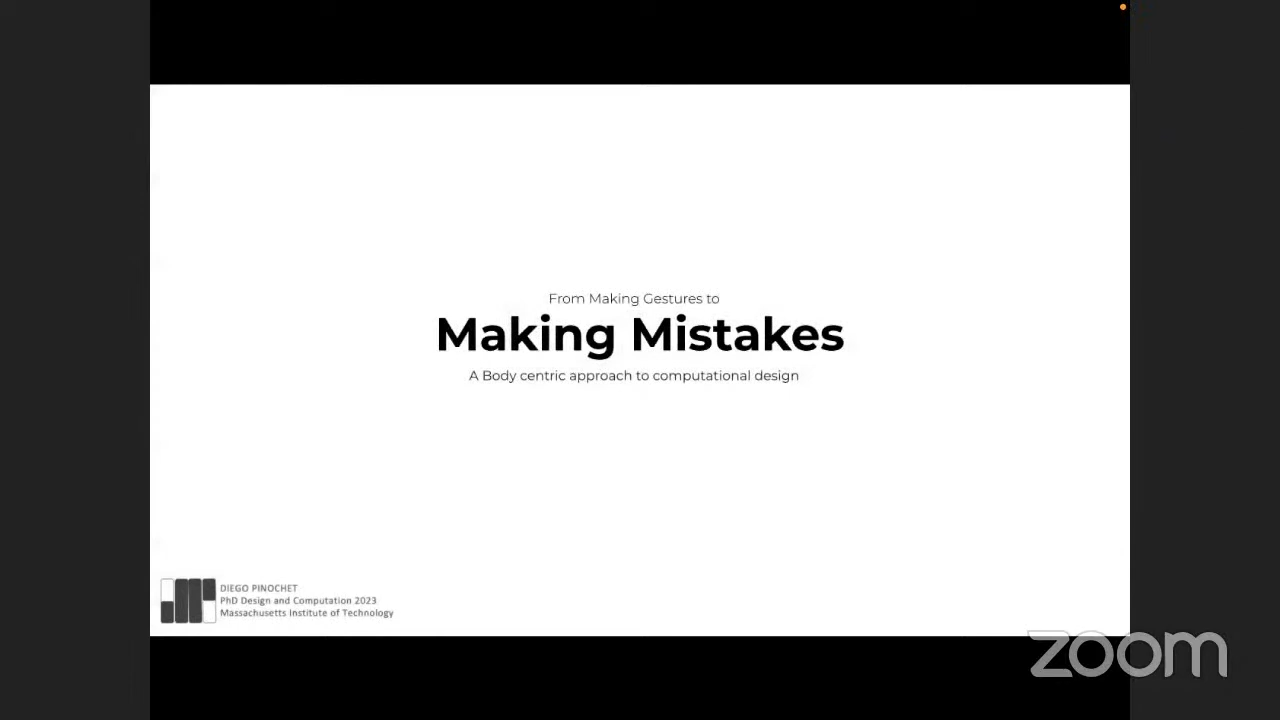 From Making Gestures to
Making Mistakes
A Body centric approach to computational design
DIEGO PINOCHET
PhD Design and Computation 2023
Massachusetts Institute of Technology
zoom